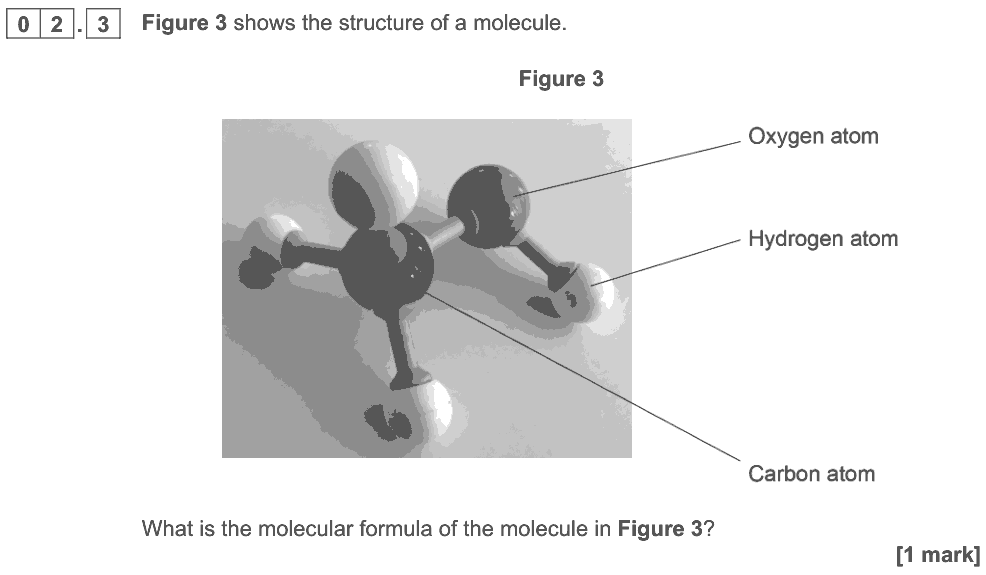 0 2 . 3 Figure 3 shows the structure of a molecule.
Figure 3
Oxygen atom
Hydrogen atom
Carbon atom
What is the molecular formula of the molecule in Figure 3?
[1 mark]